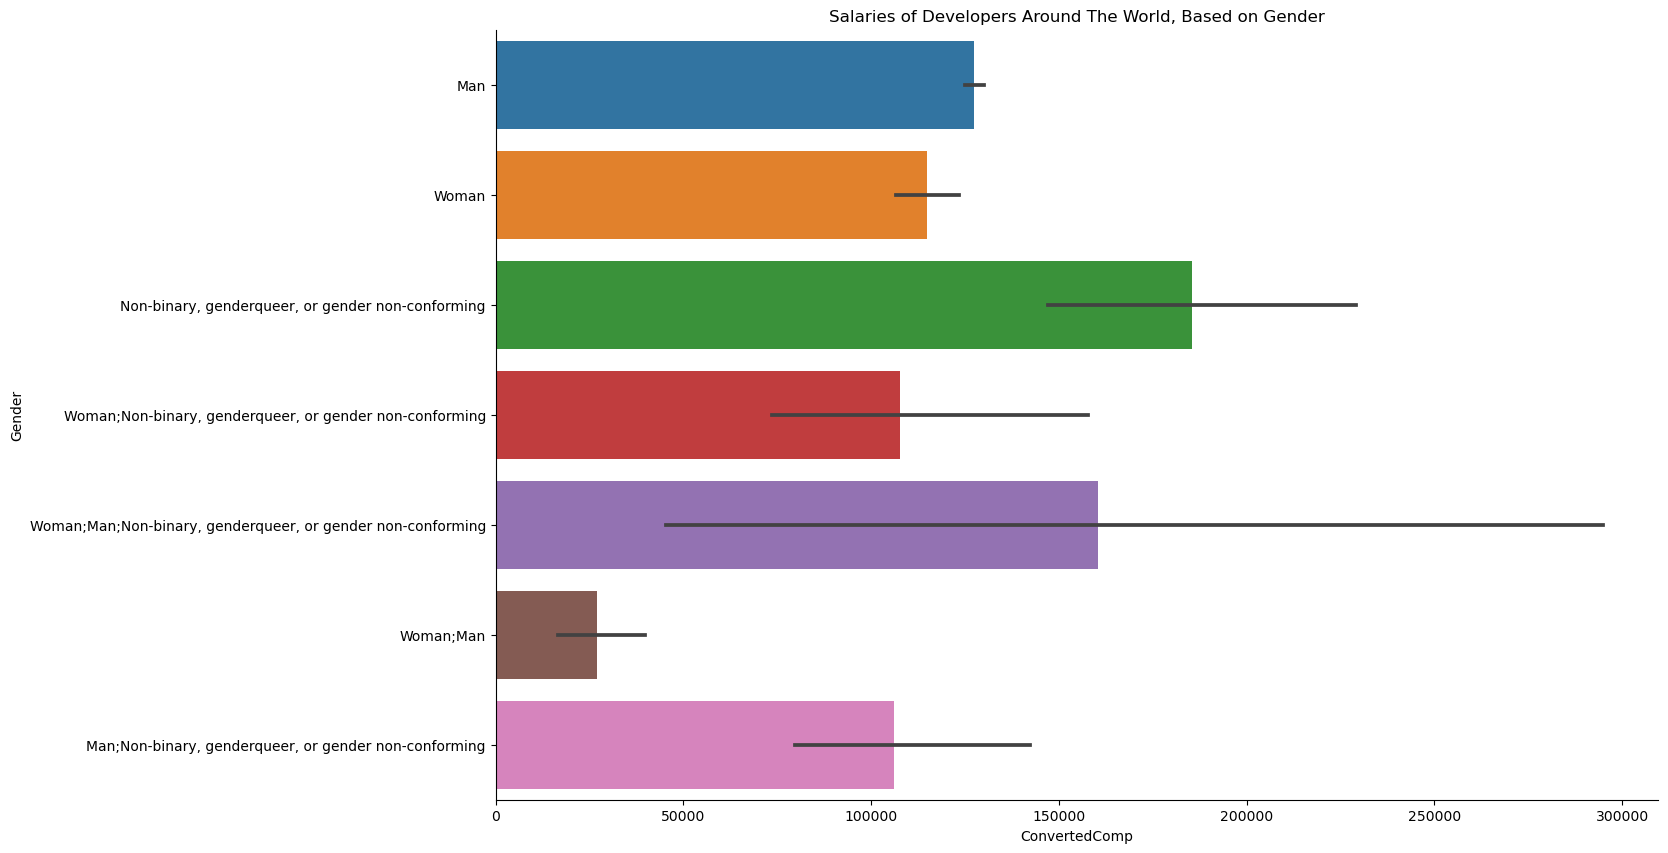 Salaries of Developers Around The World, Based on Gender
Gender
Man
Woman
Non-binary, genderqueer, or gender non-conforming
Woman;Non-binary, genderqueer, or gender non-conforming
Woman;Man;Non-binary, genderqueer, or gender non-conforming
Woman;Man
Man;Non-binary, genderqueer, or gender non-conforming
0 50000 100000 150000 200000 250000 300000
ConvertedComp